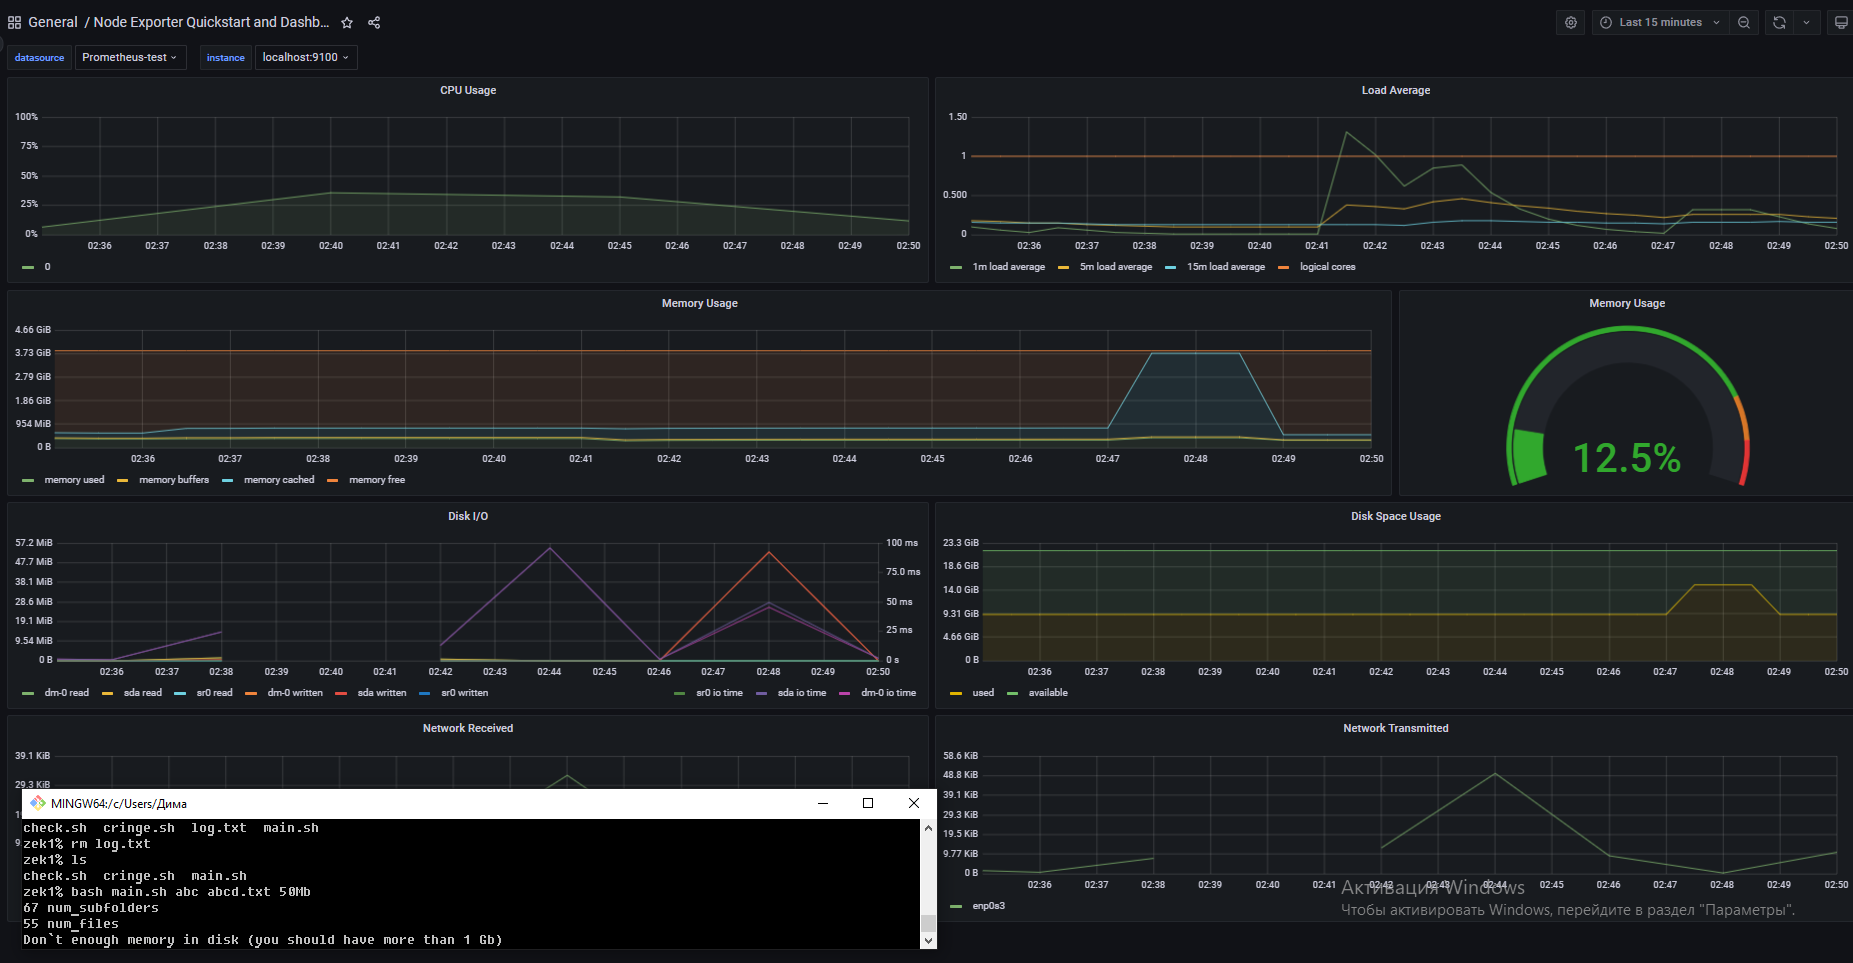 General / Node Exporter Quickstart and Dashb...
Last 15 minutes
datasource Prometheus-test instance localhost:9100
CPU Usage
100%
75%
50%
25%
0%
02:36 02:37 02:38 02:39 02:40 02:41 02:42 02:43 02:44 02:45 02:46 02:47 02:48 02:49 02:50
0
Load Average
1.50
1
0.500
0
02:36 02:37 02:38 02:39 02:40 02:41 02:42 02:43 02:44 02:45 02:46 02:47 02:48 02:49 02:50
1m load average 5m load average 15m load average logical cores
Memory Usage
4.66 GiB
3.73 GiB
2.79 GiB
1.86 GiB
954 MiB
0 B
02:36 02:37 02:38 02:39 02:40 02:41 02:42 02:43 02:44 02:45 02:46 02:47 02:48 02:49 02:50
memory used memory buffers memory cached memory free
Memory Usage
12.5%
Disk I/O
57.2 MiB
47.7 MiB
38.1 MiB
28.6 MiB
19.1 MiB
9.54 MiB
0 B
100 ms
75.0 ms
50 ms
25 ms
0 s
02:36 02:37 02:38 02:39 02:40 02:41 02:42 02:43 02:44 02:45 02:46 02:47 02:48 02:49 02:50
dm-0 read sda read sr0 read dm-0 written sda written sr0 written sr0 io time sda io time dm-0 io time
Disk Space Usage
23.3 GiB
18.6 GiB
14.0 GiB
9.31 GiB
4.66 GiB
0 B
02:36 02:37 02:38 02:39 02:40 02:41 02:42 02:43 02:44 02:45 02:46 02:47 02:48 02:49 02:50
used available
Network Received
39.1 KiB
29.3 KiB
Network Transmitted
58.6 KiB
48.8 KiB
39.1 KiB
29.3 KiB
19.5 KiB
9.77 KiB
0 B
02:36 02:37 02:38 02:39 02:40 02:41 02:42 02:43 02:44 02:45 02:46 02:47 02:48 02:49 02:50
enp0s3
MINGW64:/c/Users/Дима
check.sh cringe.sh log.txt main.sh
zek1% rm log.txt
zek1% ls
check.sh cringe.sh main.sh
zek1% bash main.sh abc abcd.txt 50Mb
67 num_subfolders
55 num_files
Don`t enough memory in disk (you should have more than 1 Gb)
Активация Windows
Чтобы активировать Windows, перейдите в раздел "Параметры".